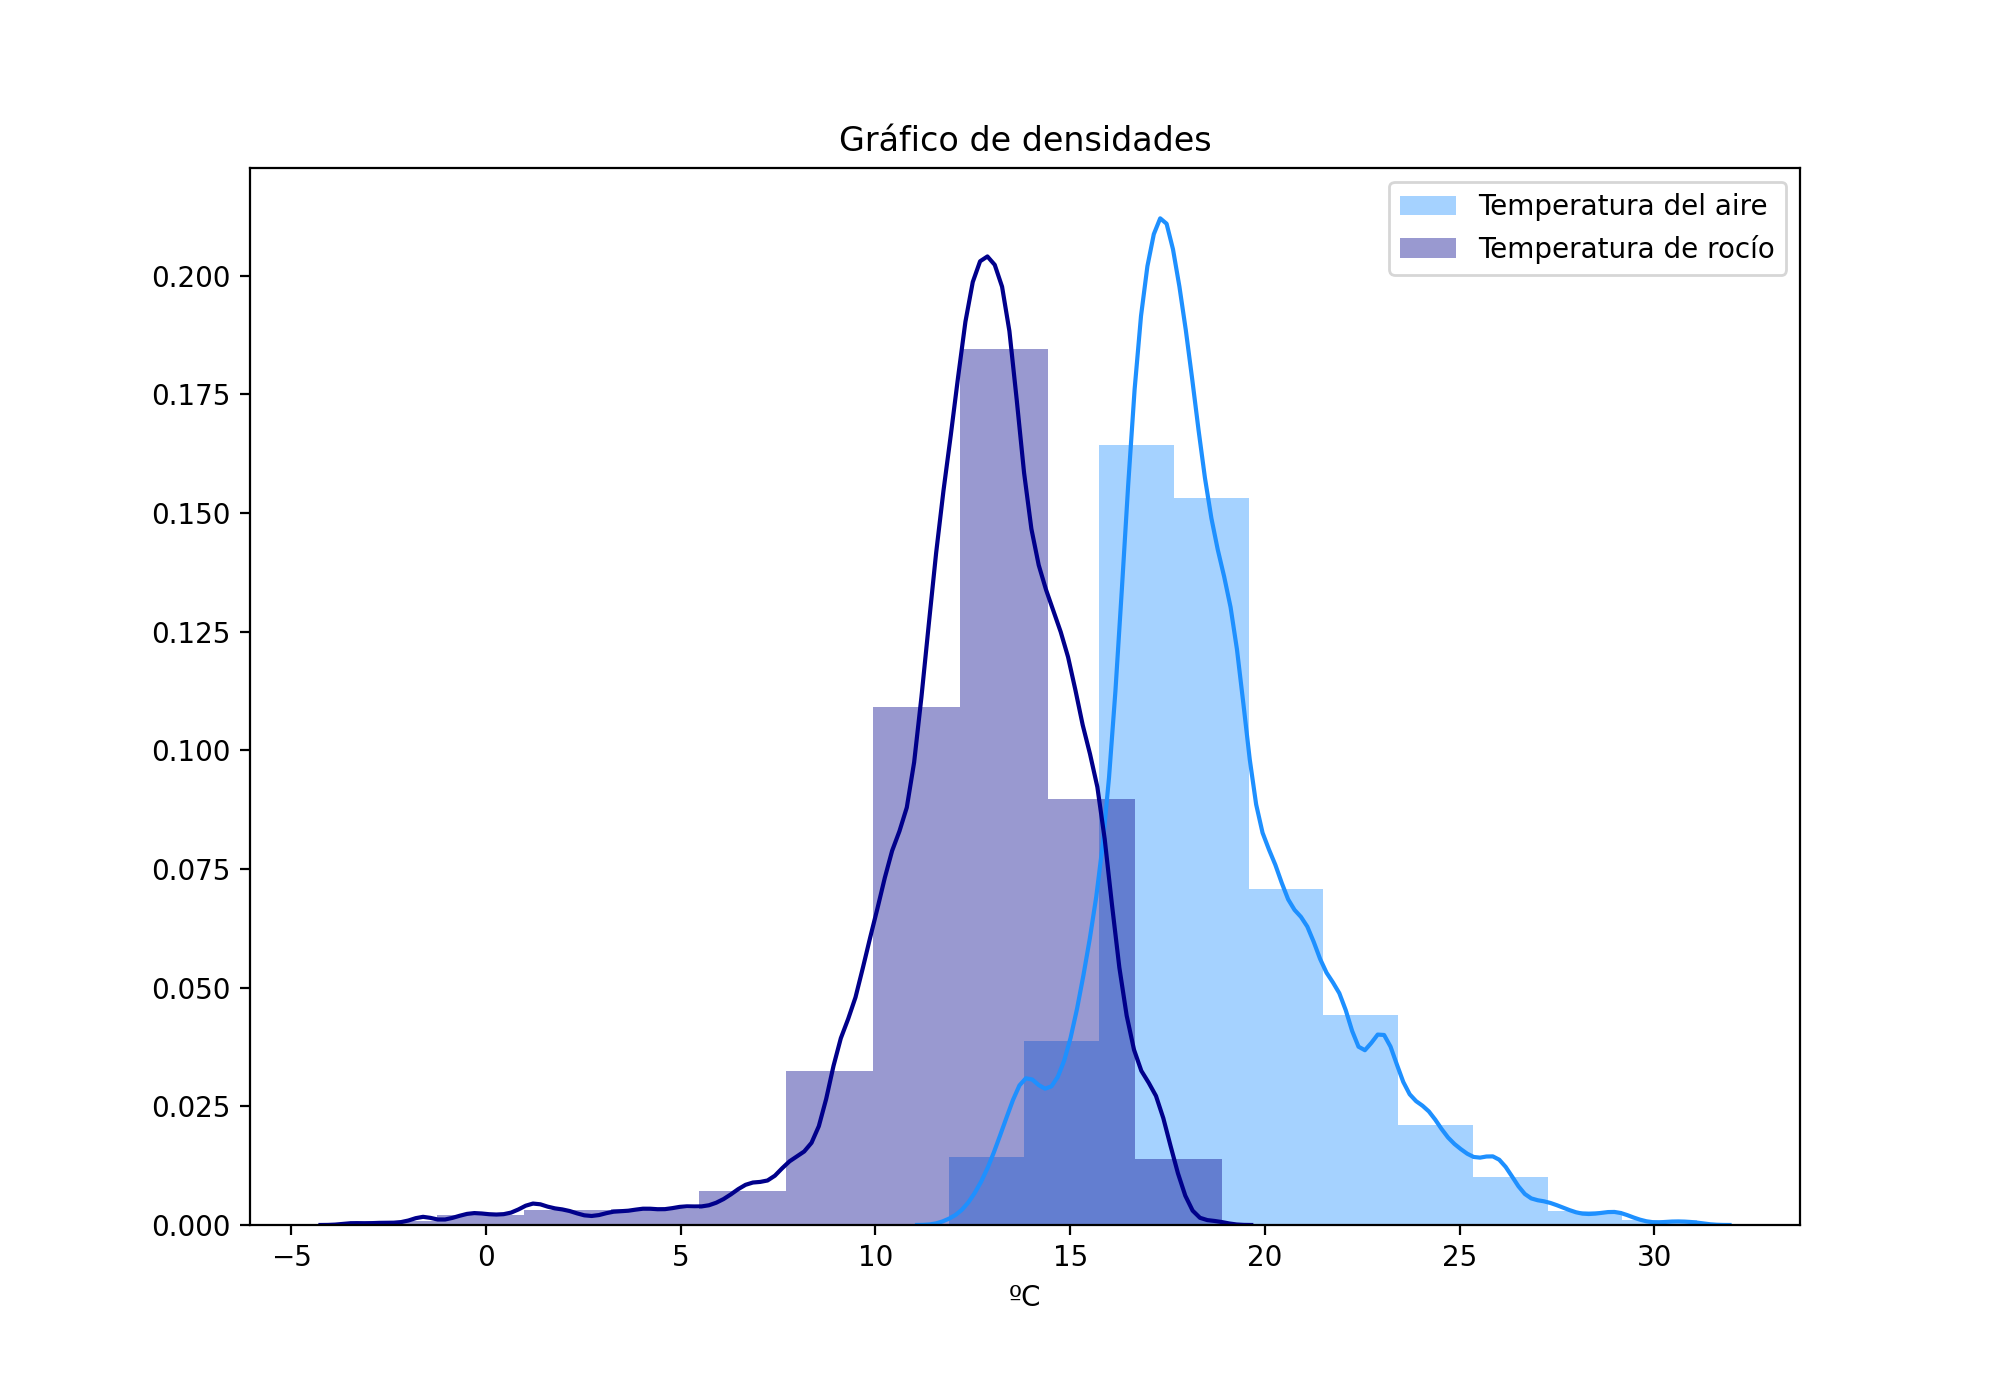 Gráfico de densidades
Temperatura del aire
Temperatura de rocío
0.200
0.175
0.150
0.125
0.100
0.075
0.050
0.025
0.000
−5 0 5 10 15 20 25 30
ºC